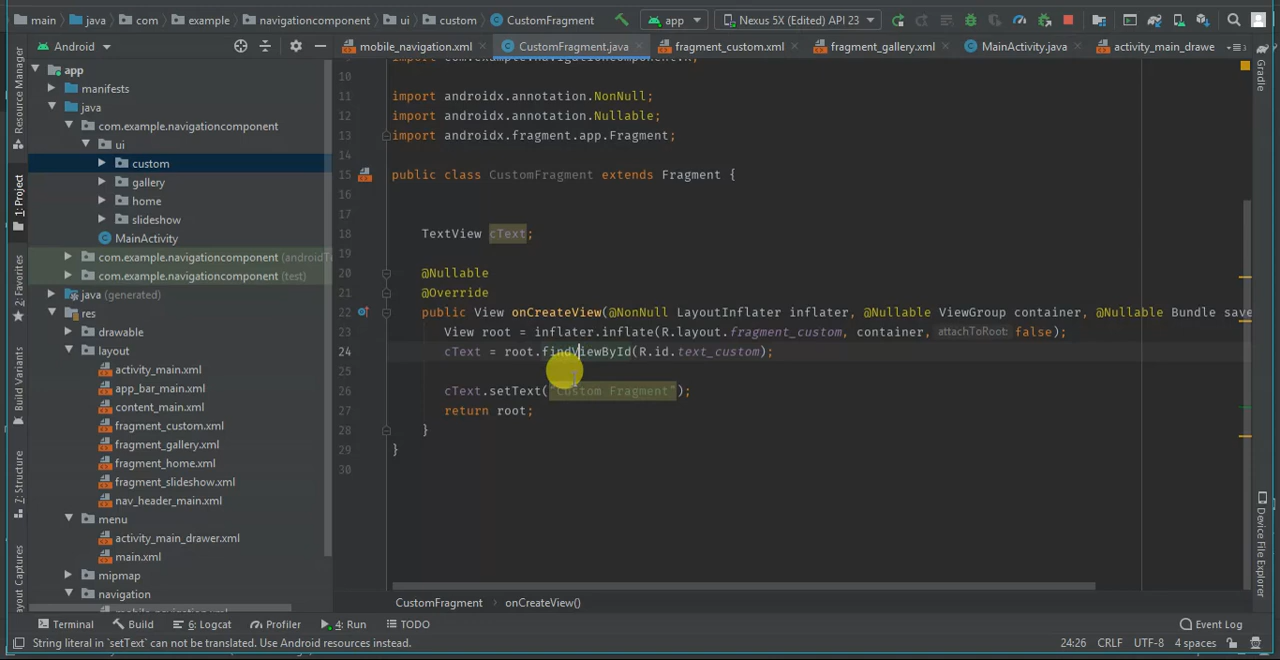 main java com example navigationcomponent ui custom CustomFragment app Nexus 5X (Edited) API 23
Android mobile_navigation.xml CustomFragment.java fragment_custom.xml fragment_gallery.xml MainActivity.java activity_main_drawe
Resource Manager
1: Project
2: Favorites
Build Variants
7: Structure
Layout Captures
app
manifests
java
com.example.navigationcomponent
ui
custom
gallery
home
slideshow
MainActivity
com.example.navigationcomponent (androidT
com.example.navigationcomponent (test)
java (generated)
res
drawable
layout
activity_main.xml
app_bar_main.xml
content_main.xml
fragment_custom.xml
fragment_gallery.xml
fragment_home.xml
fragment_slideshow.xml
nav_header_main.xml
menu
activity_main_drawer.xml
main.xml
mipmap
navigation
mobile_navigation.xml
9 import com.example.navigationcomponent.R;
10
11 import androidx.annotation.NonNull;
12 import androidx.annotation.Nullable;
13 import androidx.fragment.app.Fragment;
14
15 public class CustomFragment extends Fragment {
16
17
18 TextView cText;
19
20 @Nullable
21 @Override
22 public View onCreateView(@NonNull LayoutInflater inflater, @Nullable ViewGroup container, @Nullable Bundle save
23 View root = inflater.inflate(R.layout.fragment_custom, container, attachToRoot: false);
24 cText = root.findViewById(R.id.text_custom);
25
26 cText.setText("Custom Fragment");
27 return root;
28 }
29 }
30
Gradle
Device File Explorer
CustomFragment onCreateView()
Terminal Build 6: Logcat Profiler 4: Run TODO Event Log
String literal in `setText` can not be translated. Use Android resources instead. 24:26 CRLF UTF-8 4 spaces